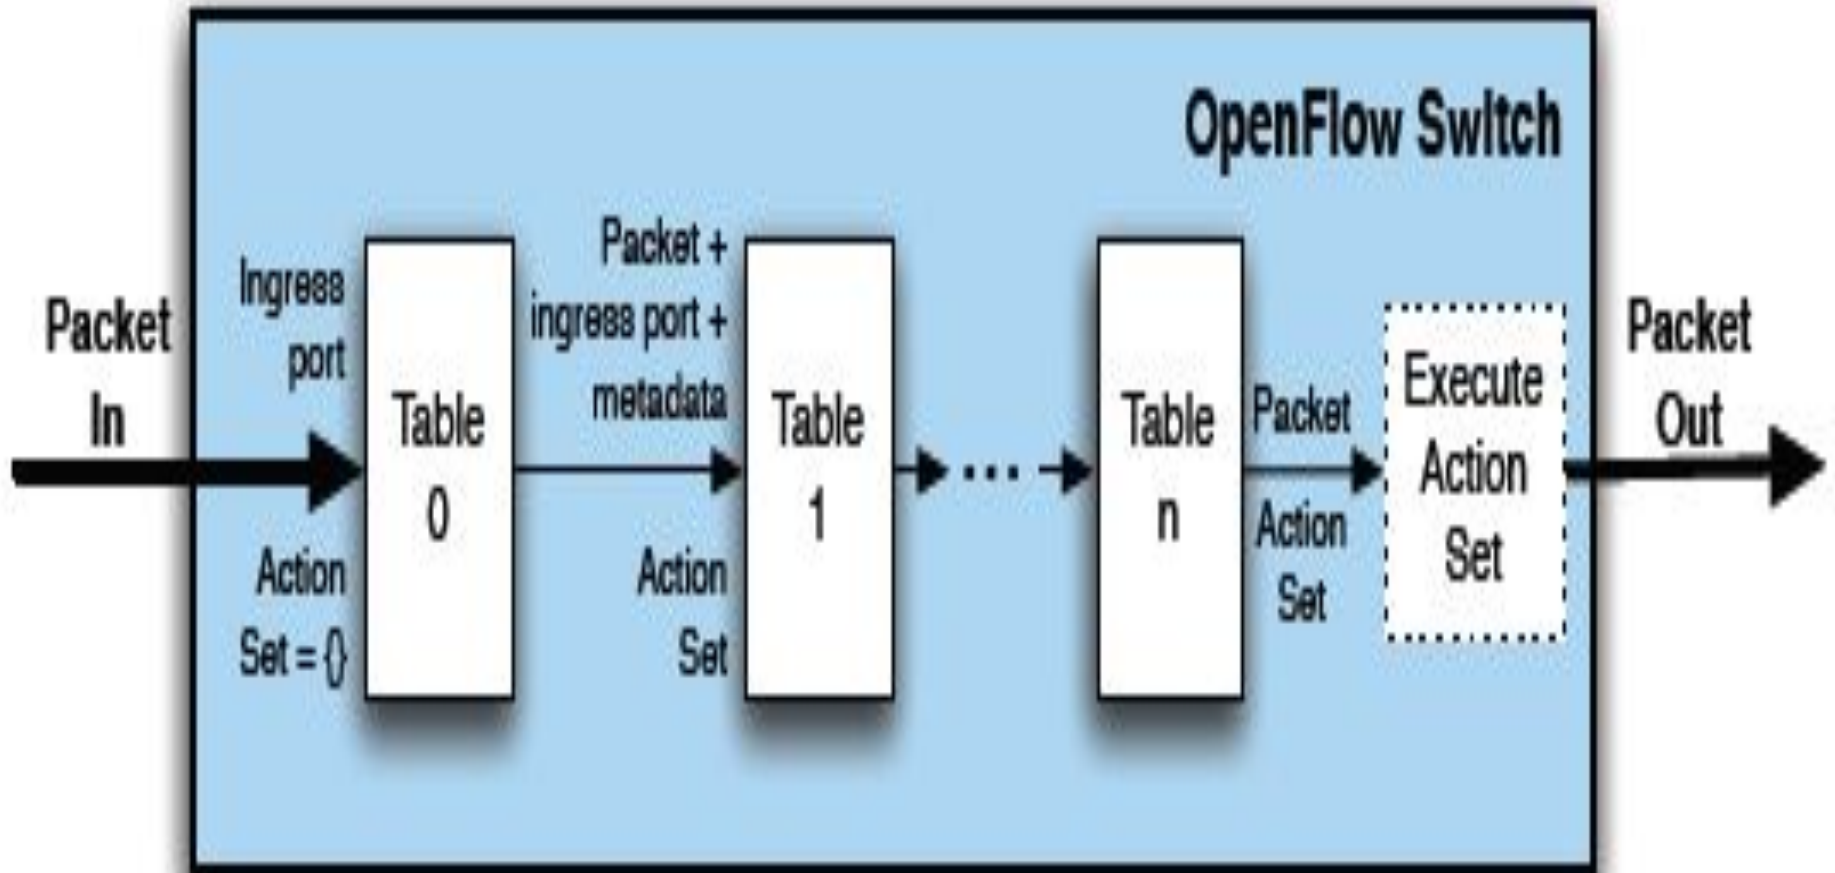 OpenFlow Switch
Packet
In
Ingress
port
Action
Set = {}
Table
0
Packet +
ingress port +
metadata
Action
Set
Table
1
...
Table
n
Packet
Action
Set
Execute
Action
Set
Packet
Out